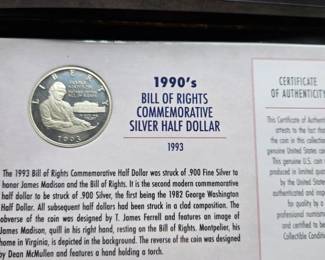 LIBERTY
1993
1990's
BILL OF RIGHTS
COMMEMORATIVE
SILVER HALF DOLLAR
1993
The 1993 Bill of Rights Commemorative Half Dollar was struck of .900 Fine Silver to
honor James Madison and the Bill of Rights. It is the second modern commemorative
half dollar to be struck of .900 Silver, the first being the 1982 George Washington
Half Dollar. All subsequent half dollars had been struck in a clad composition. The
obverse of the coin was designed by T. James Ferrell and features an image of
James Madison, quill in his right hand, resting on the Bill of Rights. Montpelier, his
home in Virginia, is depicted in the background. The reverse of the coin was designed
by Dean McMullen and features a hand holding a torch.
CERTIFICATE
OF AUTHENTICITY
This Certificate of Authent
attests to the fact that
the coin in this collect
genuine United States c
This genuine U.S. coin
produced in limited
by the United States M
authenticated and
for quality by
professional numism
and certified to be
Collectible Conditi